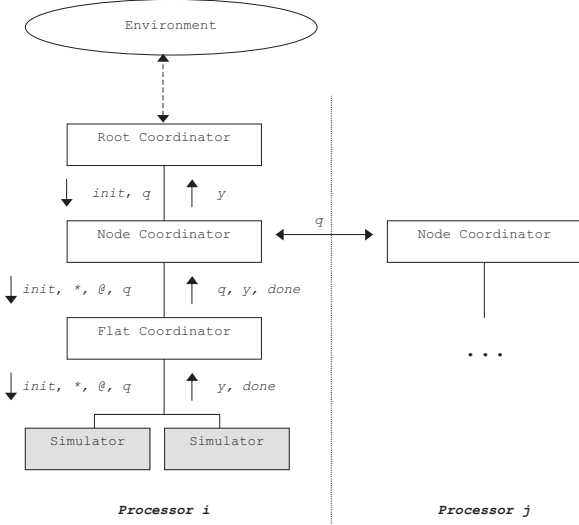 Environment
Root Coordinator
init, q
y
q
Node Coordinator
Node Coordinator
init, *, @, q
q, y, done
Flat Coordinator
...
init, *, @, q
y, done
Simulator
Simulator
Processor i
Processor j